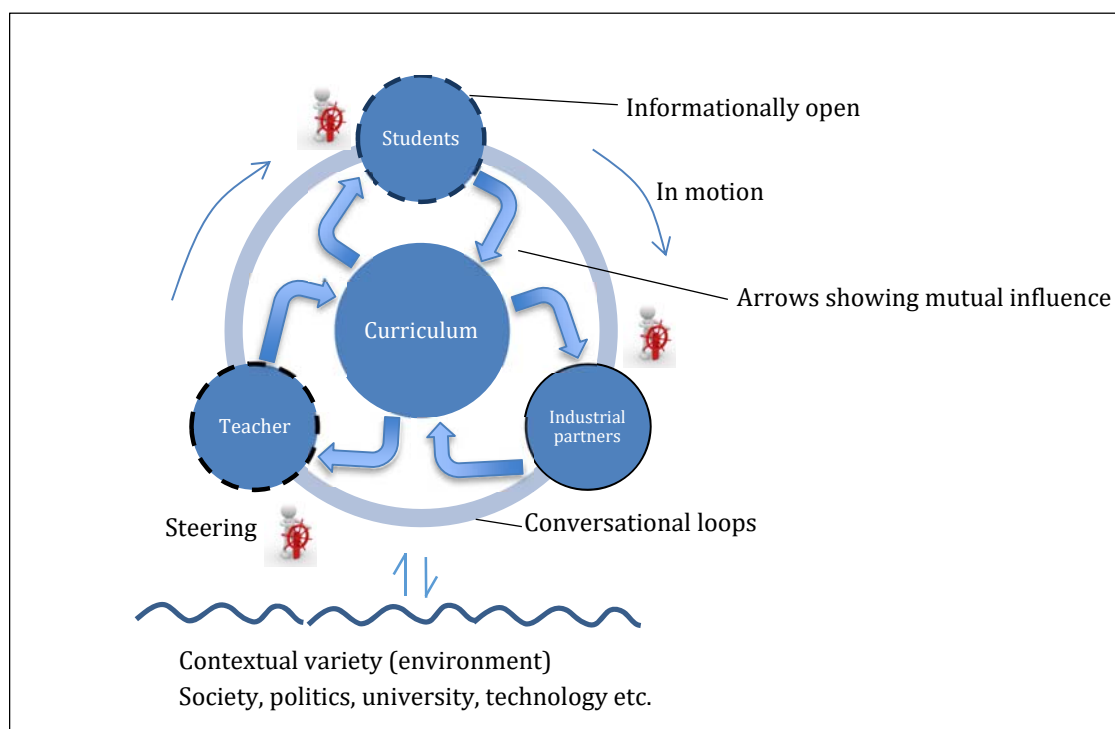 Informationally open
Students
In motion
Arrows showing mutual influence
Curriculum
Teacher
Industrial
partners
Steering
Conversational loops
Contextual variety (environment)
Society, politics, university, technology etc.